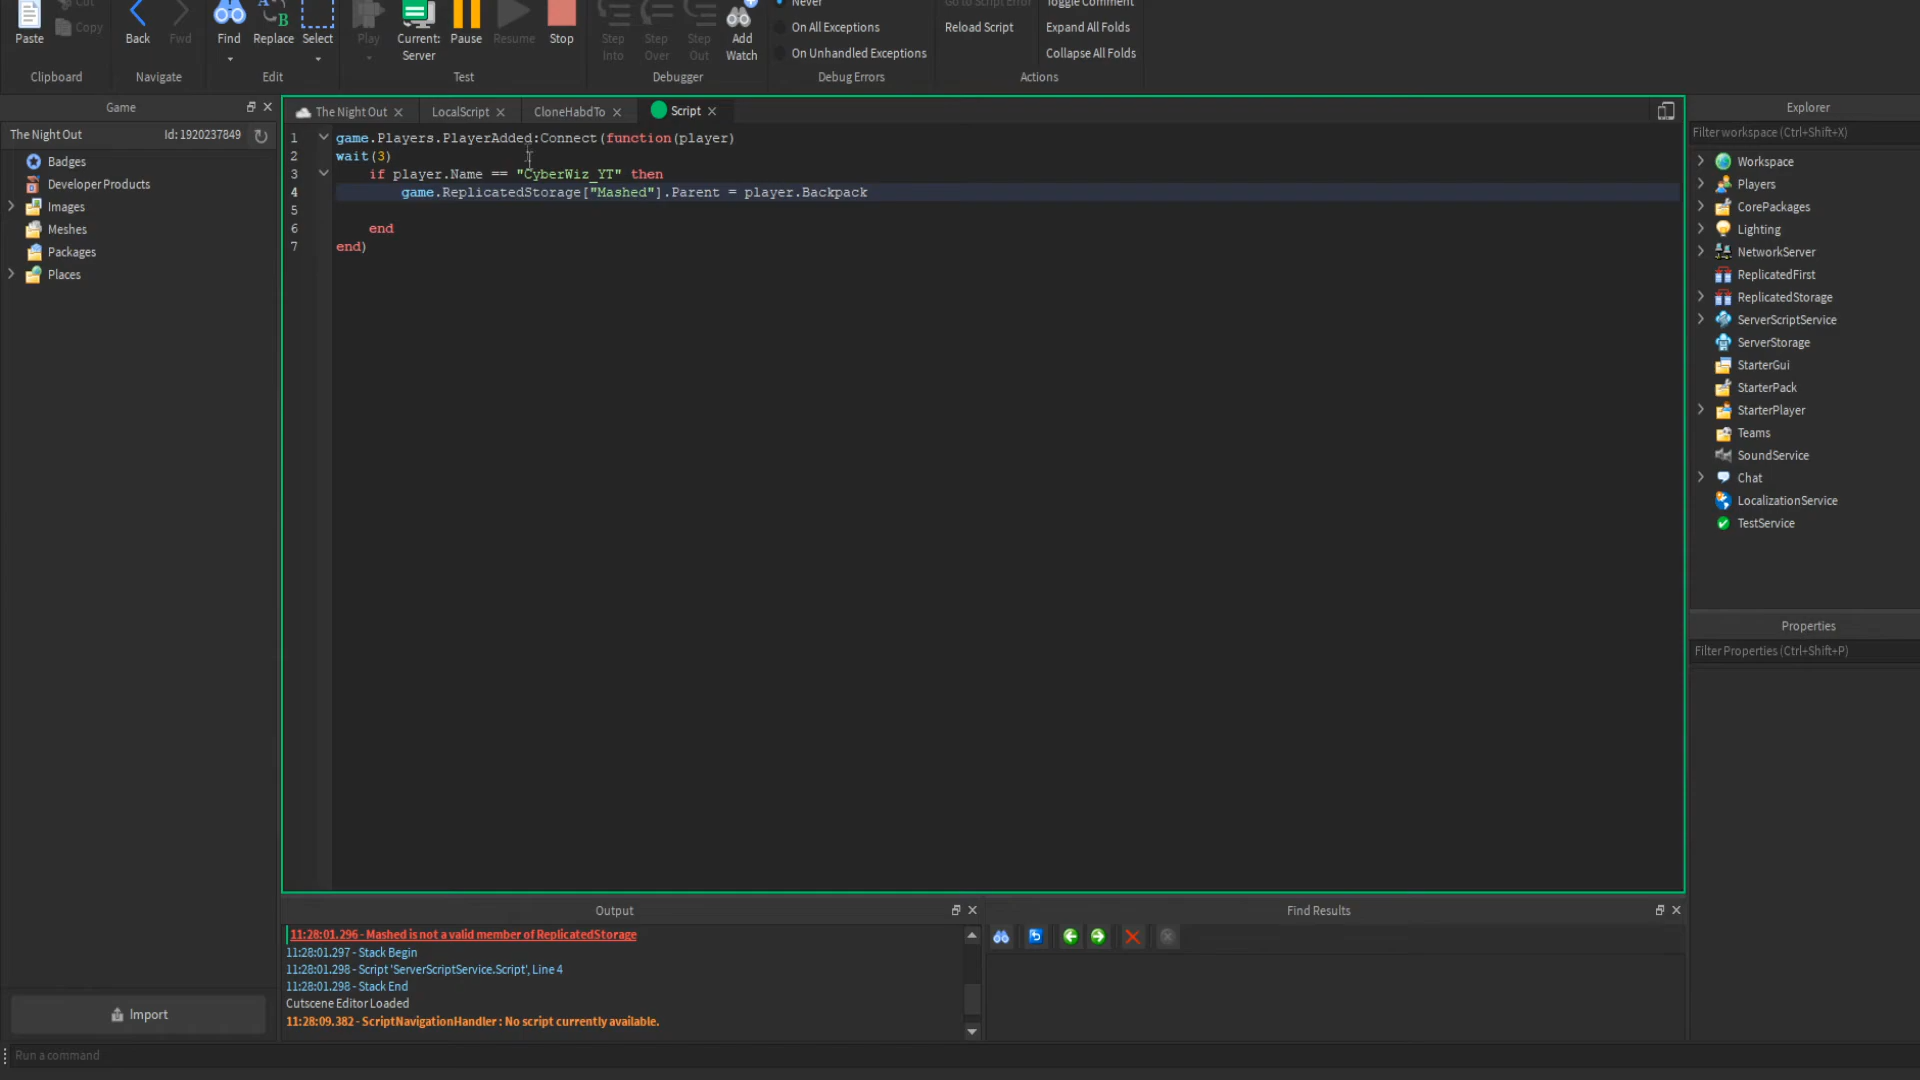 Cut
Never
Go to Script Error
Toggle Comment
Paste
Copy
Back
Fwd
Find
Replace
Select
Play
Current:
Server
Pause
Resume
Stop
Step
Into
Step
Over
Step
Out
Add
Watch
On All Exceptions
On Unhandled Exceptions
Reload Script
Expand All Folds
Collapse All Folds
Clipboard
Navigate
Edit
Test
Debugger
Debug Errors
Actions
Game
The Night Out
Id: 1920237849
Badges
Developer Products
Images
Meshes
Packages
Places
Import
The Night Out
LocalScript
CloneHabdTo
Script
1 game.Players.PlayerAdded:Connect(function(player)
2 wait(3)
3 if player.Name == "CyberWiz_YT" then
4 game.ReplicatedStorage["Mashed"].Parent = player.Backpack
5
6 end
7 end)
Explorer
Filter workspace (Ctrl+Shift+X)
Workspace
Players
CorePackages
Lighting
NetworkServer
ReplicatedFirst
ReplicatedStorage
ServerScriptService
ServerStorage
StarterGui
StarterPack
StarterPlayer
Teams
SoundService
Chat
LocalizationService
TestService
Properties
Filter Properties (Ctrl+Shift+P)
Output
11:28:01.296 - Mashed is not a valid member of ReplicatedStorage
11:28:01.297 - Stack Begin
11:28:01.298 - Script 'ServerScriptService.Script', Line 4
11:28:01.298 - Stack End
Cutscene Editor Loaded
11:28:09.382 - ScriptNavigationHandler : No script currently available.
Find Results
Run a command